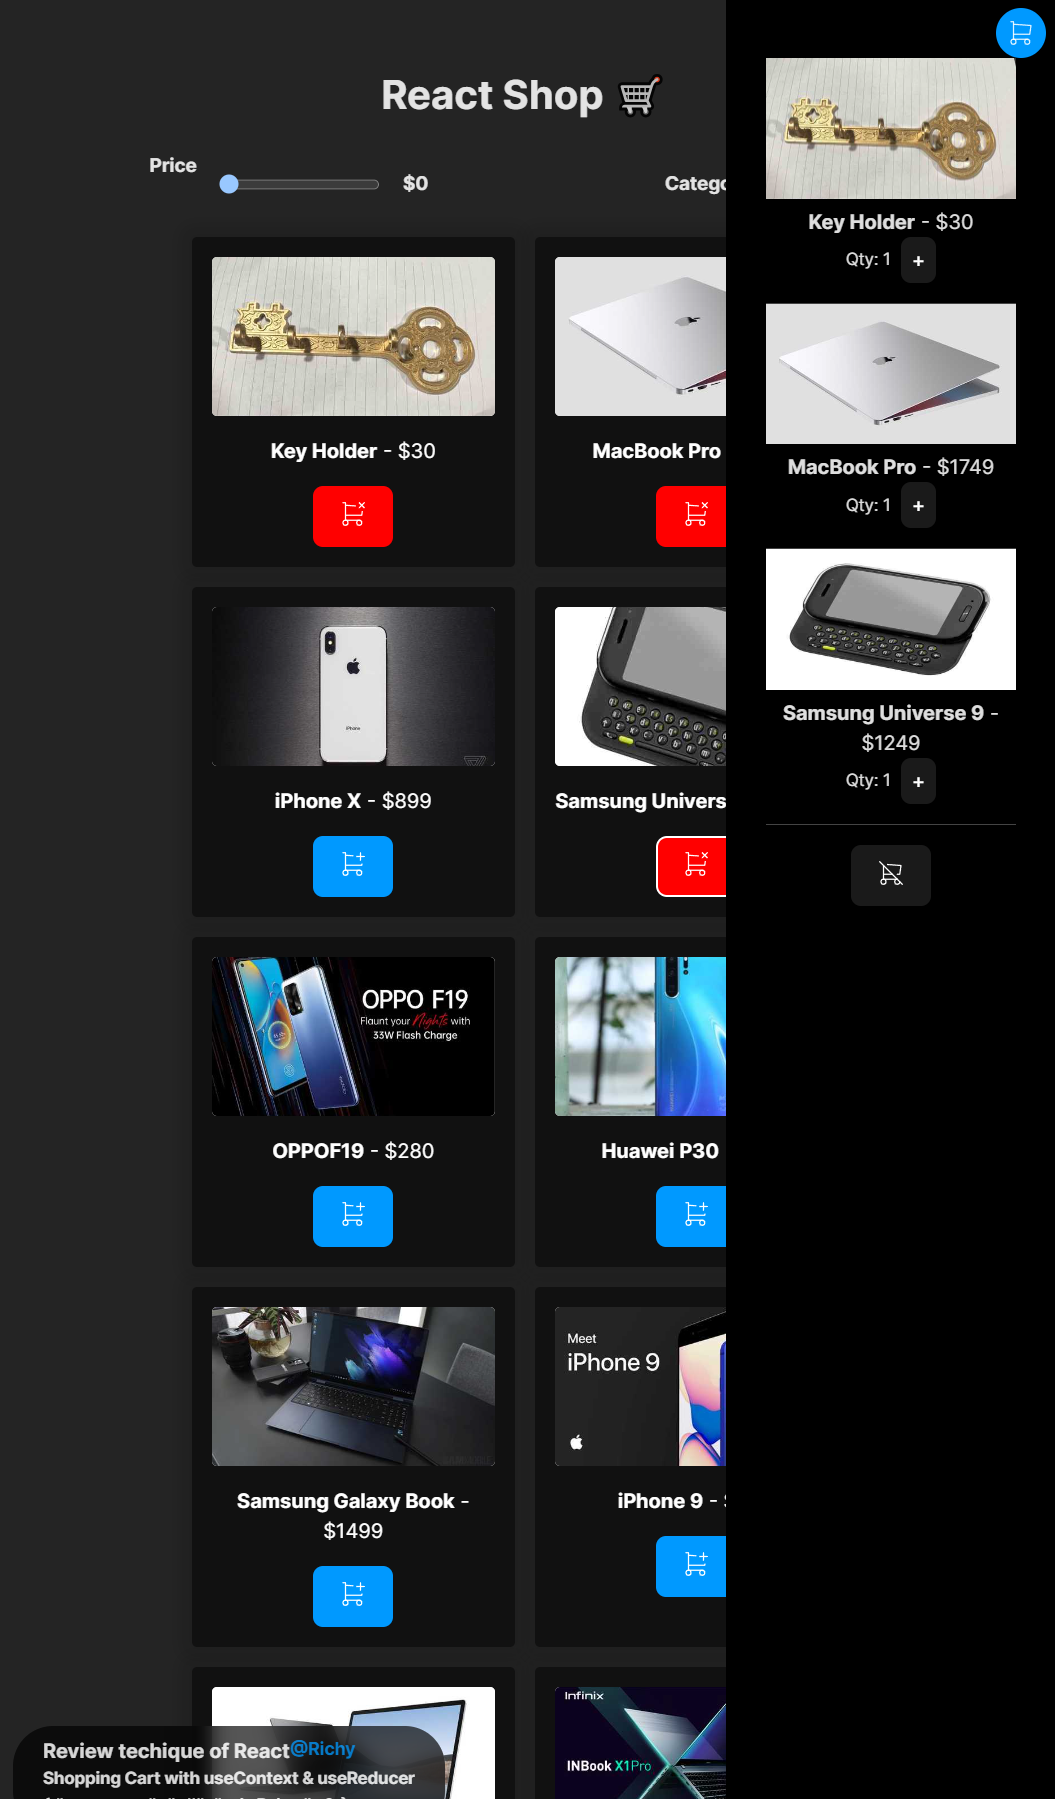 React Shop
Price
$0
Catego
Key Holder - $30
MacBook Pro
iPhone
iPhone X - $899
Samsung Univers
OPPO F19
Flaunt your Nights with
33W Flash Charge
OPPOF19 - $280
Huawei P30
Samsung Galaxy Book -
$1499
Meet
iPhone 9
iPhone 9 -
Infinix
INBook X1Pro
Review techique of React@Richy
Shopping Cart with useContext & useReducer
Key Holder - $30
Qty: 1 +
MacBook Pro - $1749
Qty: 1 +
Samsung Universe 9 -
$1249
Qty: 1 +